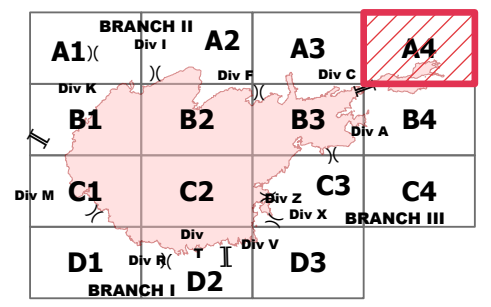 BRANCH II
A1
Div I
A2
A3
A4
Div K
Div F
Div C
B1
B2
B3
Div A
B4
Div M
C1
C2
Div Z
C3
C4
Div X
BRANCH III
Div
T
Div V
D1
Div R
D2
D3
BRANCH I